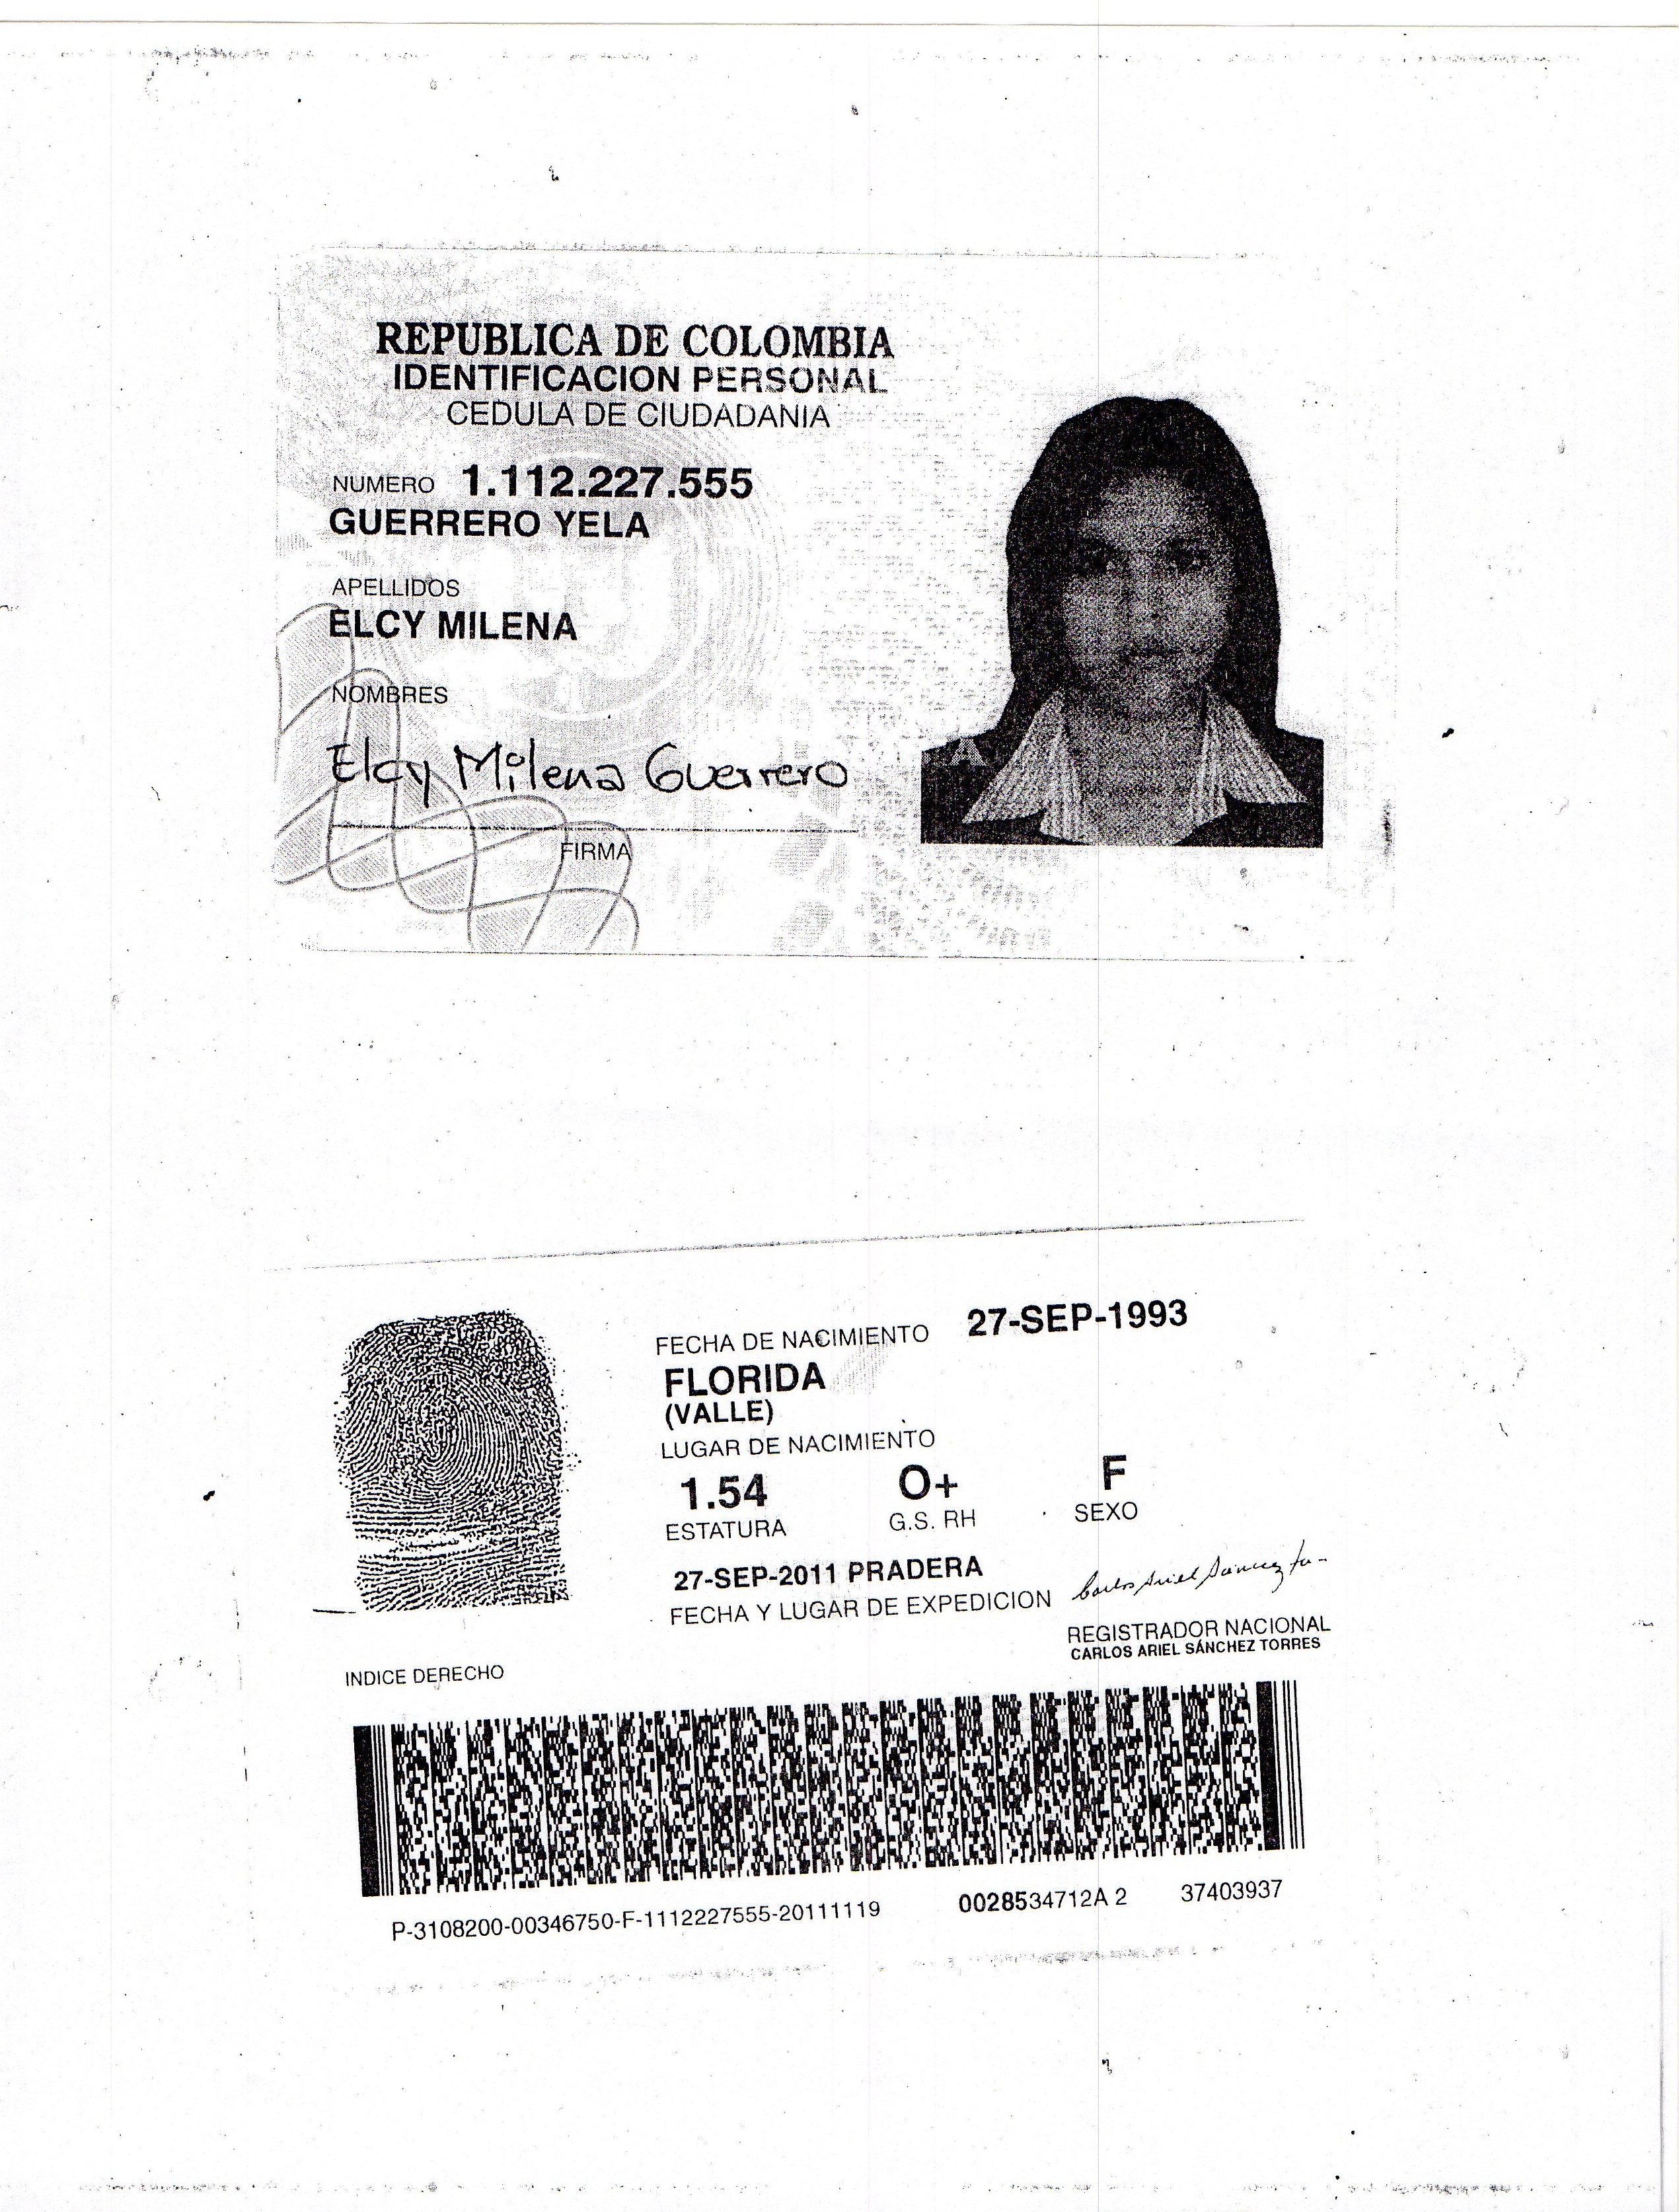 REPUBLICA DE COLOMBIA
IDENTIFICACION PERSONAL
CEDULA DE CIUDADANIA
NUMERO 1.112.227.555
GUERRERO YELA
APELLIDOS
ELCY MILENA
NOMBRES
Elcy Milena Guerrero
FIRMA
FECHA DE NACIMIENTO 27-SEP-1993
FLORIDA
(VALLE)
LUGAR DE NACIMIENTO
1.54 O+ F
ESTATURA G.S. RH SEXO
27-SEP-2011 PRADERA
FECHA Y LUGAR DE EXPEDICION
Carlos Ariel Sánchez To-
REGISTRADOR NACIONAL
CARLOS ARIEL SÁNCHEZ TORRES
INDICE DERECHO
P-3108200-00346750-F-1112227555-20111119 0028534712A 2 37403937